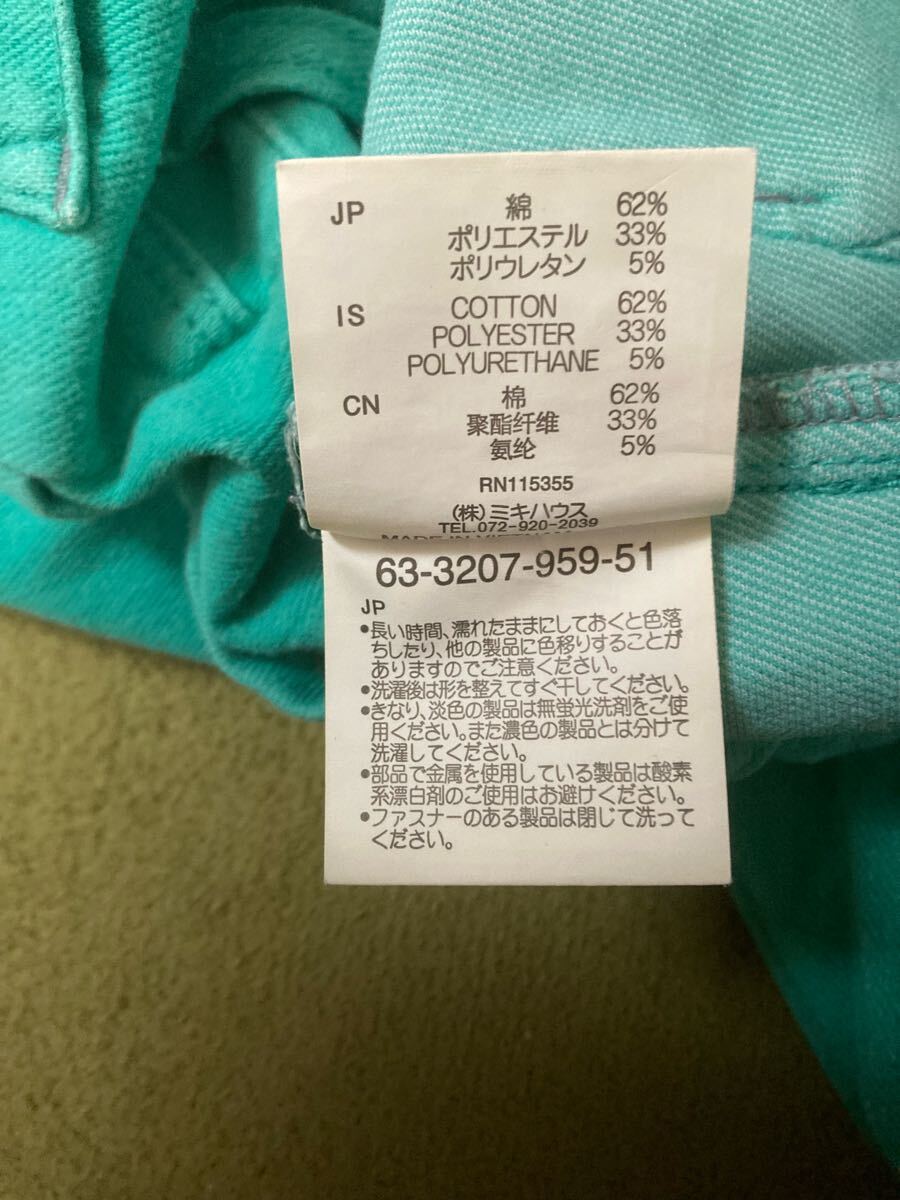 JP 綿 62%
ポリエステル 33%
ポリウレタン 5%
IS COTTON 62%
POLYESTER 33%
POLYURETHANE 5%
CN 棉 62%
聚酯纤维 33%
氨纶 5%
RN115355
(株)ミキハウス
TEL.072-920-2039
MADE IN
63-3207-959-51
JP
•長い時間、濡れたままにしておくと色落
ちしたり、他の製品に色移りすることが
ありますのでご注意ください。
•洗濯後は形を整えてすぐ干してください。
•きなり、淡色の製品は無蛍光洗剤をご使
用ください。また濃色の製品とは分けて
洗濯してください。
•部品で金属を使用している製品は酸素
系漂白剤のご使用はお避けください。
•ファスナーのある製品は閉じて洗って
ください。